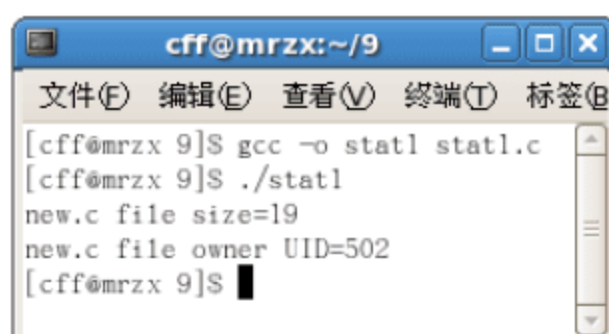 cff@mrzx:~/9
文件(F) 编辑(E) 查看(V) 终端(T) 标签(B
[cff@mrzx 9]$ gcc -o stat1 stat1.c
[cff@mrzx 9]$ ./stat1
new.c file size=19
new.c file owner UID=502
[cff@mrzx 9]$